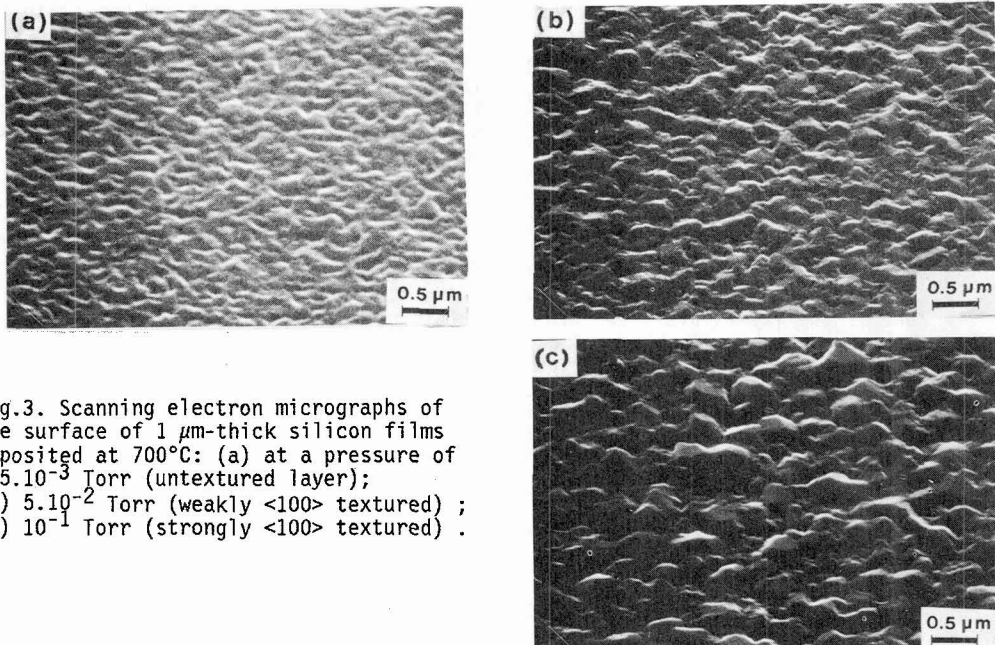 (a)
0.5 µm
(b)
0.5 µm
(c)
0.5 µm
g.3. Scanning electron micrographs of
e surface of 1 µm-thick silicon films
posited at 700°C: (a) at a pressure of
5.10⁻³ Torr (untextured layer);
) 5.10⁻² Torr (weakly <100> textured) ;
) 10⁻¹ Torr (strongly <100> textured) .